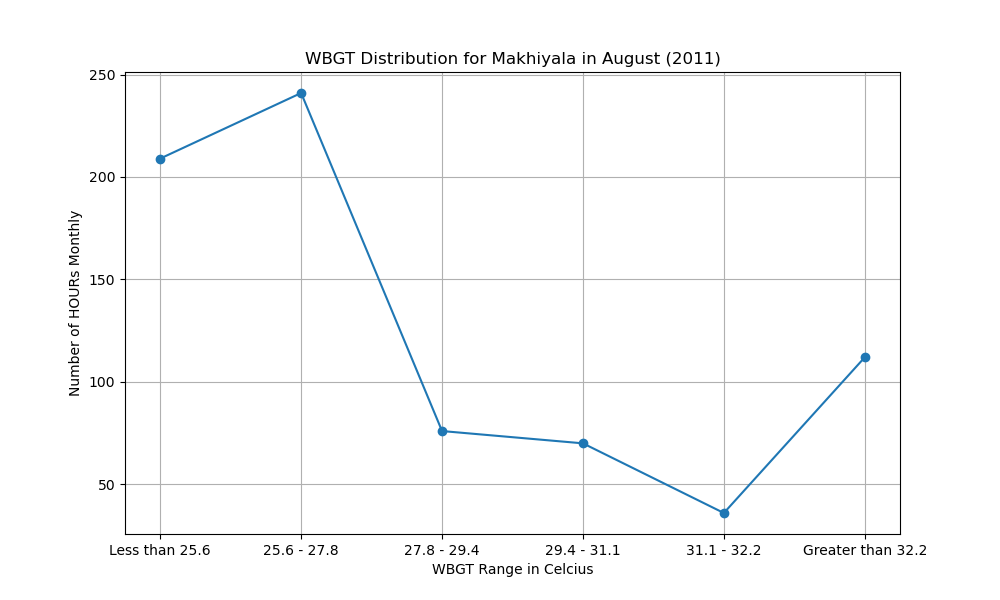 WBGT Distribution for Makhiyala in August (2011)
250
200
150
100
50
Number of HOURs Monthly
Less than 25.6
25.6 - 27.8
27.8 - 29.4
29.4 - 31.1
31.1 - 32.2
Greater than 32.2
WBGT Range in Celcius